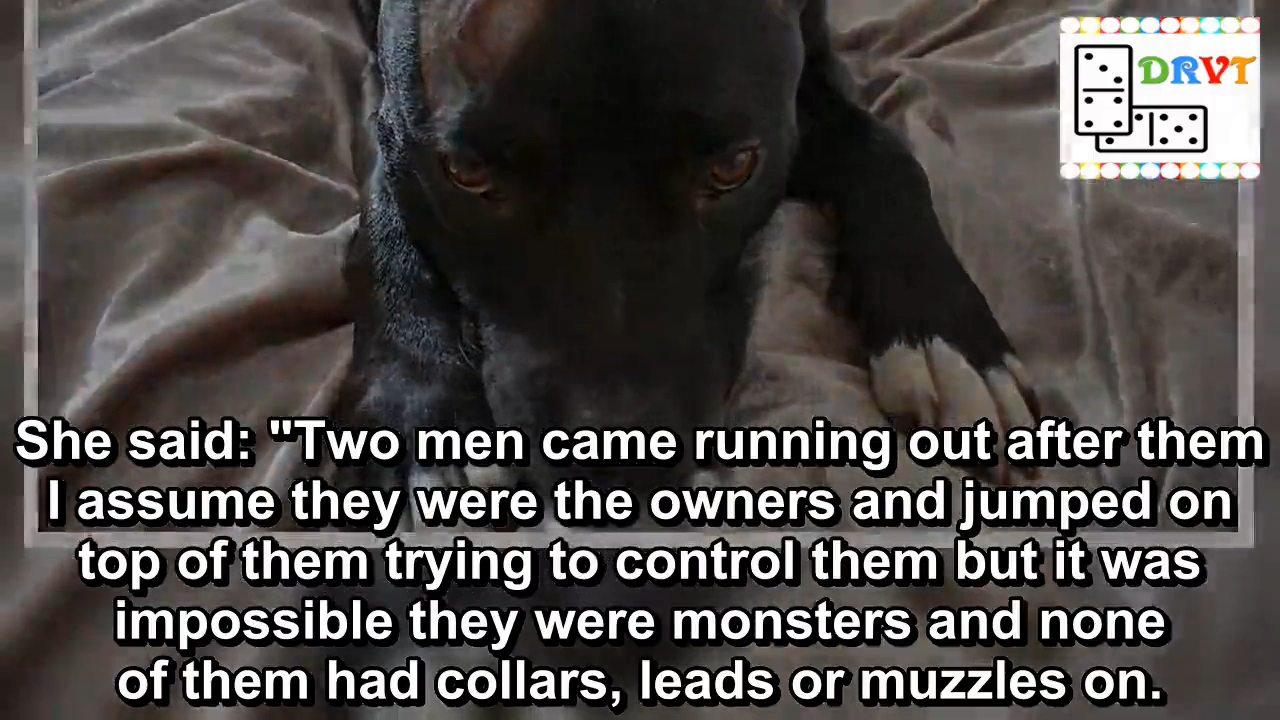 DRVT
She said: "Two men came running out after them
I assume they were the owners and jumped on
top of them trying to control them but it was
impossible they were monsters and none
of them had collars, leads or muzzles on.